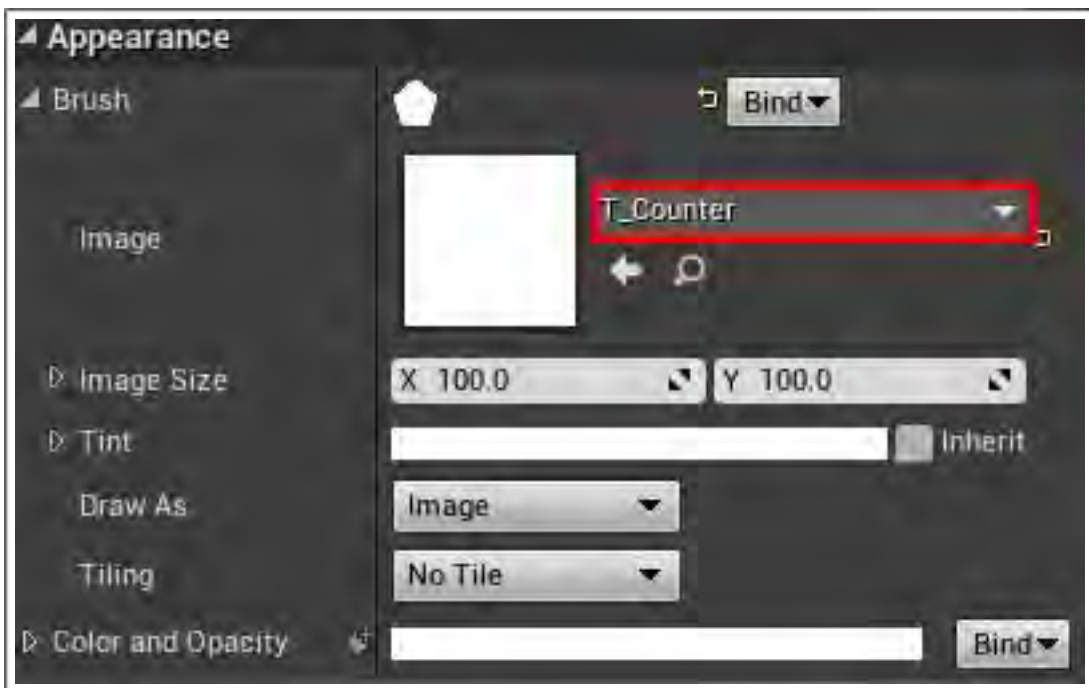 Appearance
Brush Bind
Image T_Counter
Image Size X 100.0 Y 100.0
Tint Inherit
Draw As Image
Tiling No Tile
Color and Opacity Bind